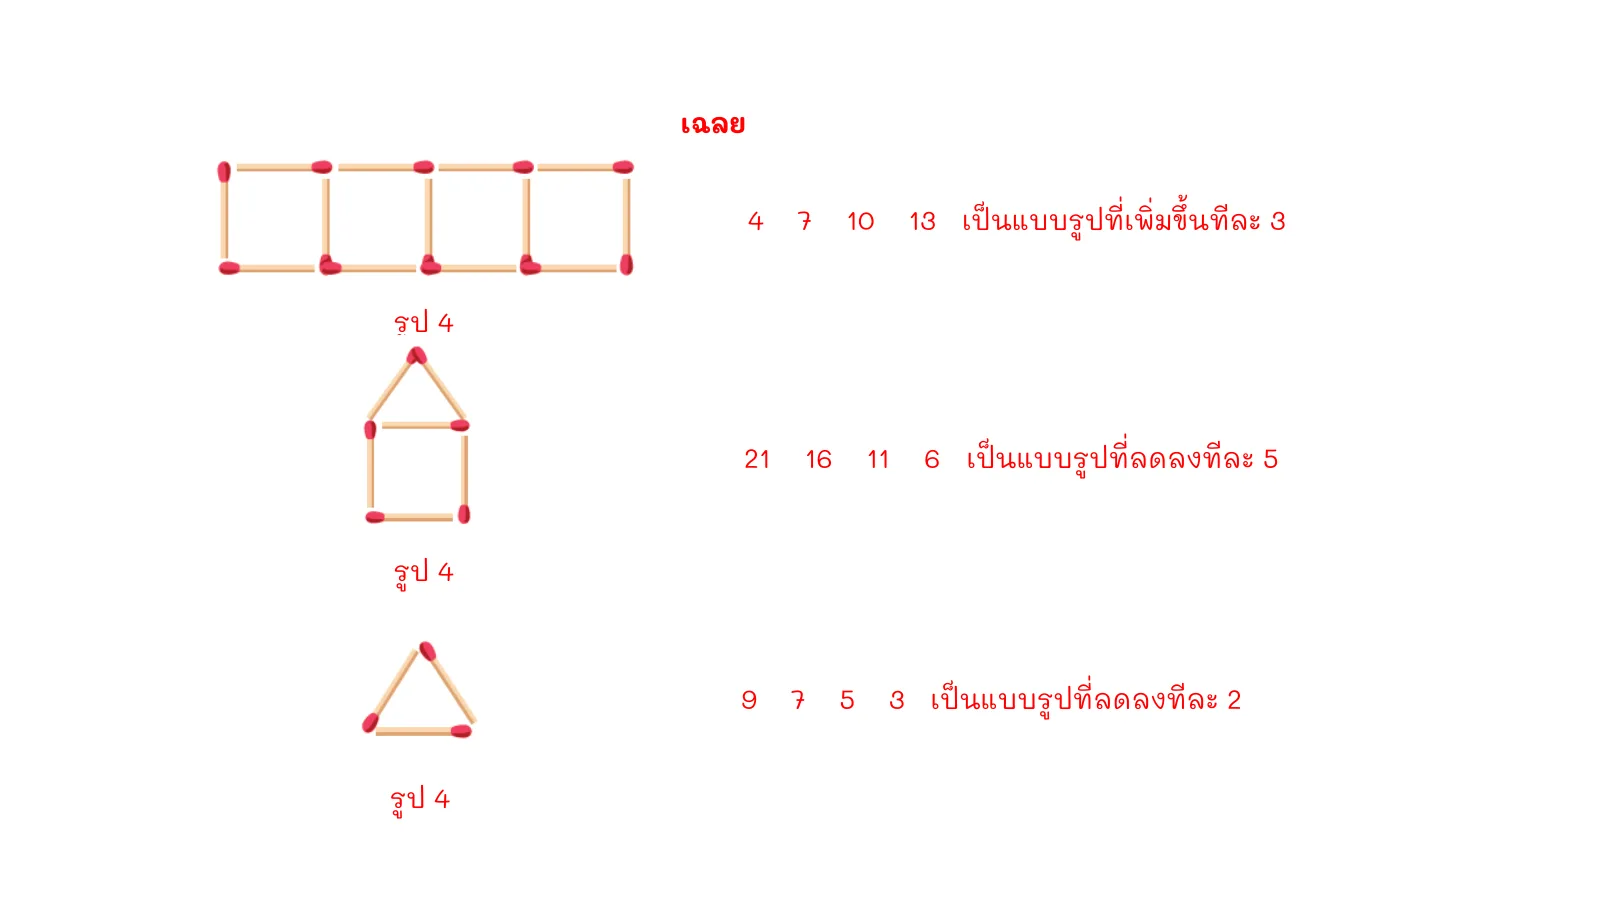 เฉลย
4 7 10 13 เป็นแบบรูปที่เพิ่มขึ้นทีละ 3
รูป 4
21 16 11 6 เป็นแบบรูปที่ลดลงทีละ 5
รูป 4
9 7 5 3 เป็นแบบรูปที่ลดลงทีละ 2
รูป 4